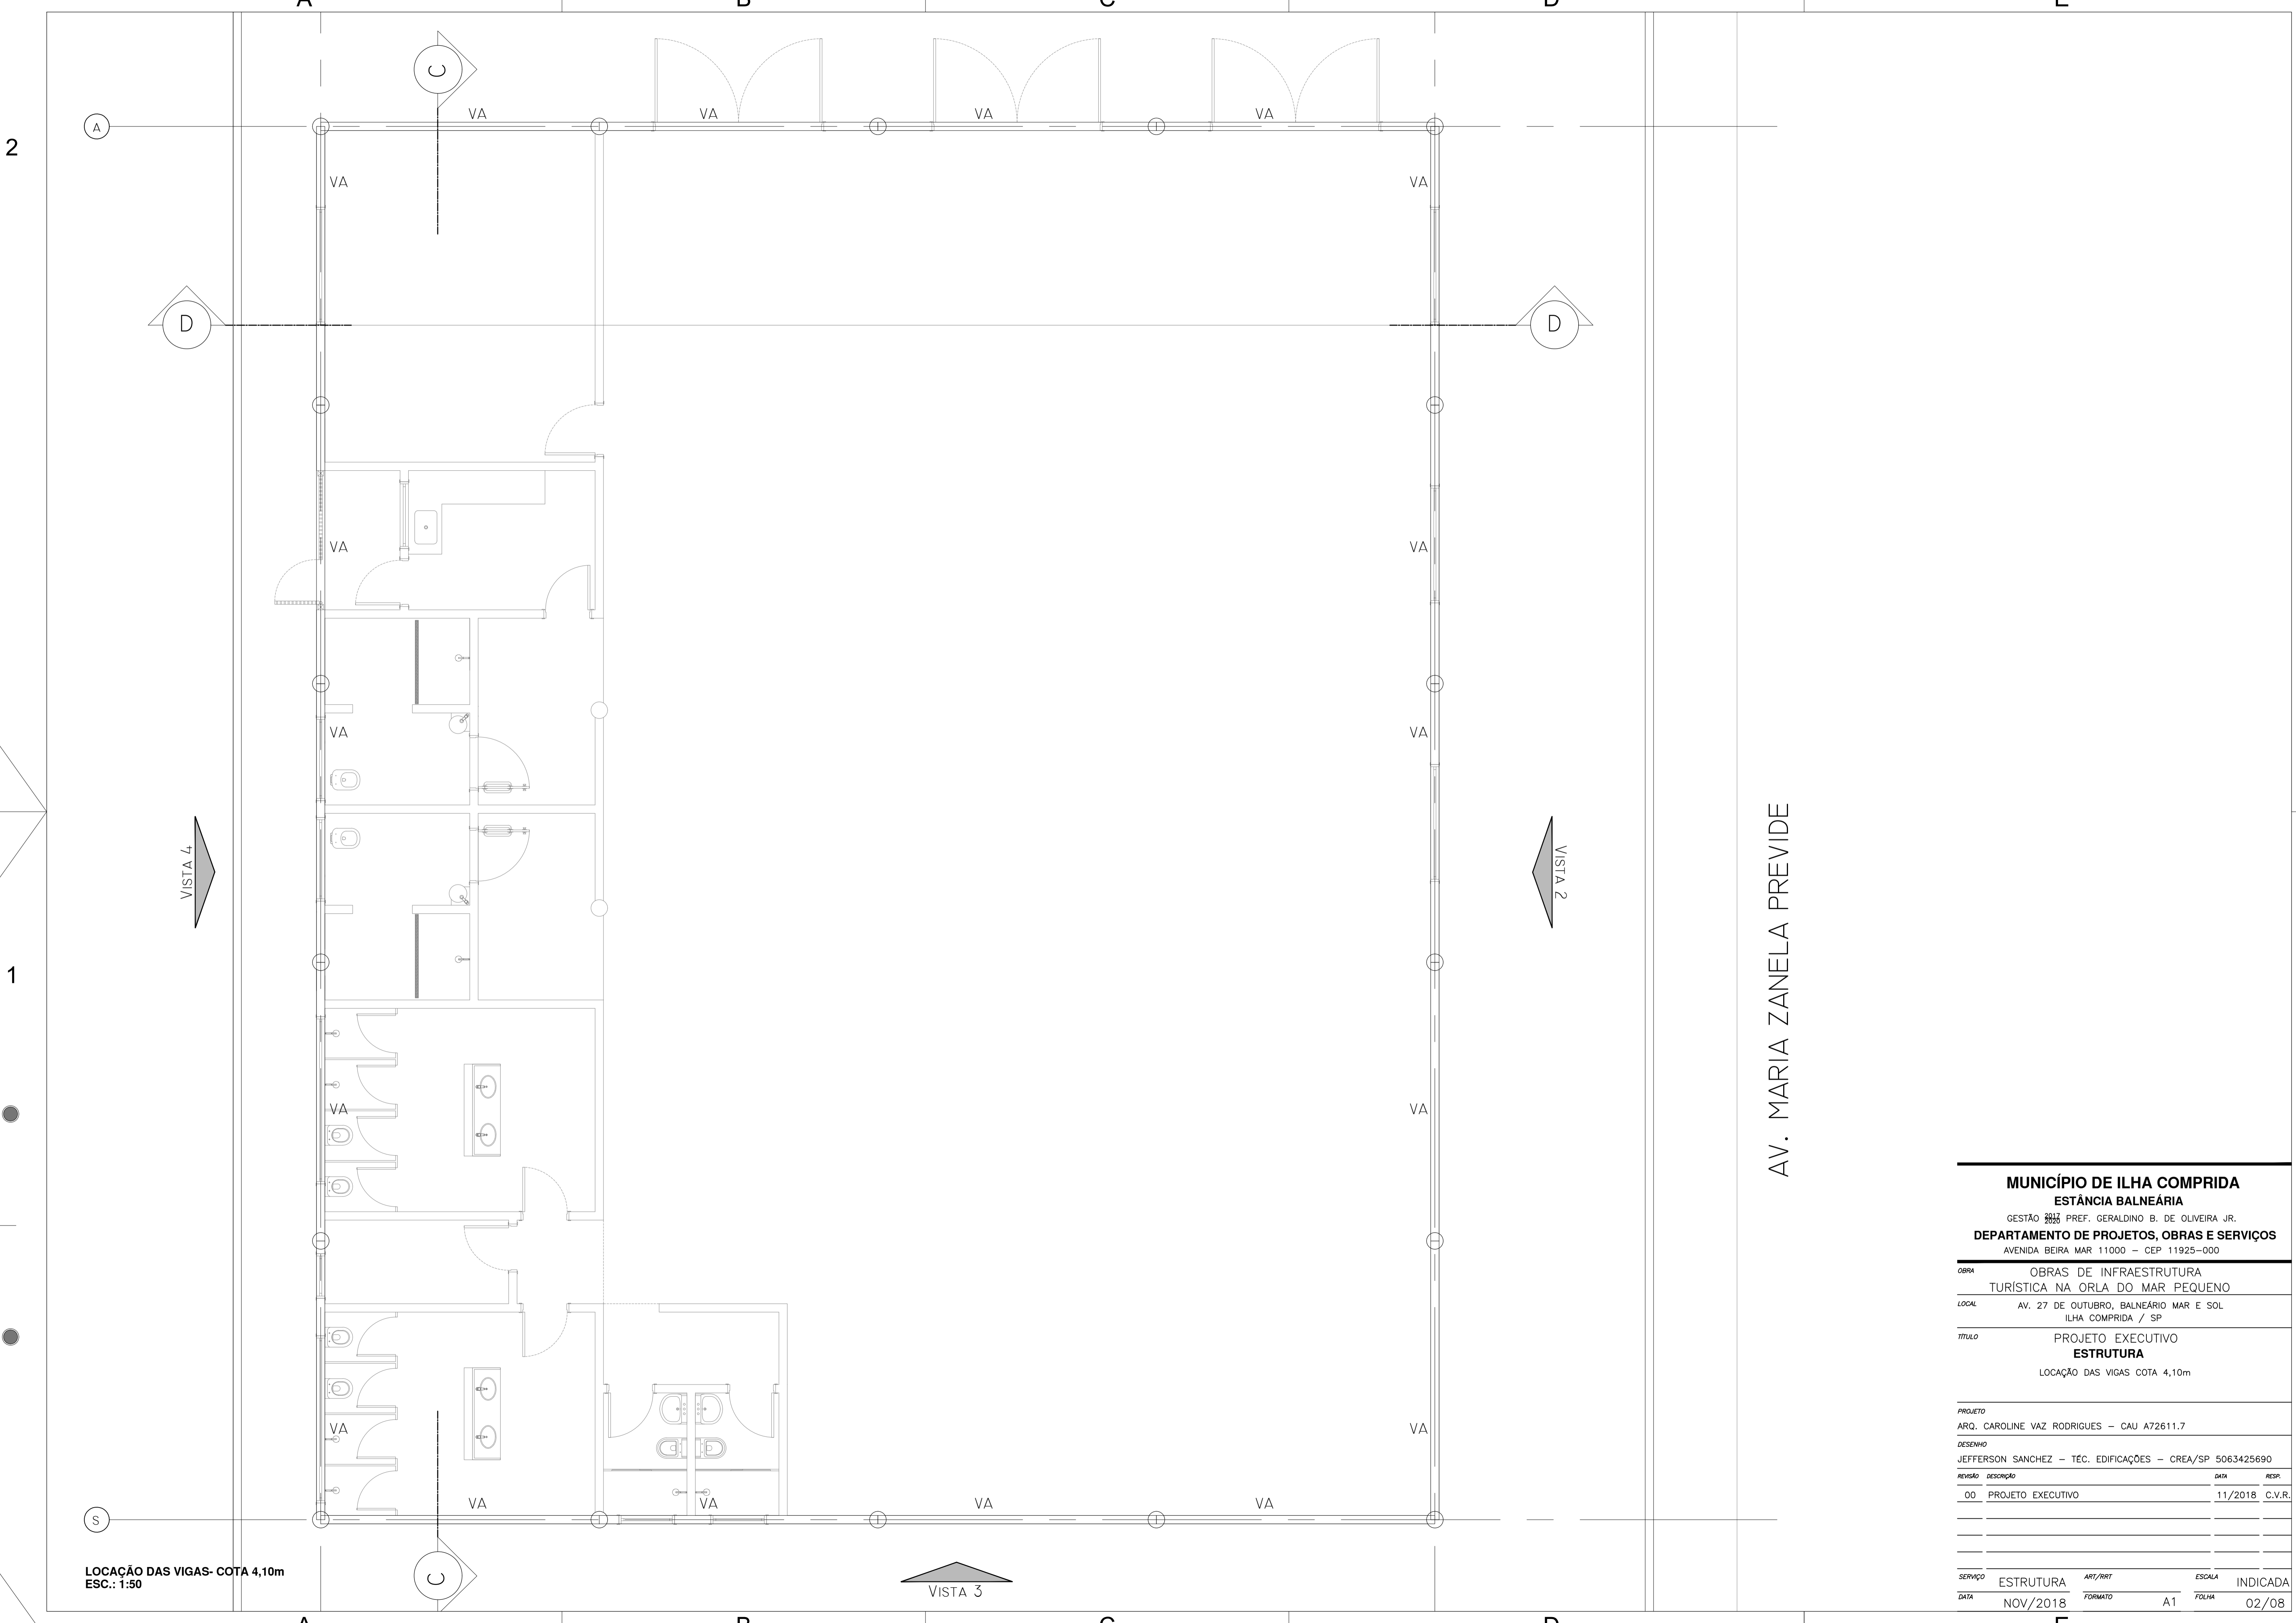 A B C D E
C
VA VA VA VA
A
2
VA VA
D D
VA VA
VA VA
VISTA 4
VISTA 2
AV. MARIA ZANELA PREVIDE
1
VA VA
VA VA
VA VA VA VA
S
C
VISTA 3
LOCAÇÃO DAS VIGAS- COTA 4,10m
ESC.: 1:50
A B C D E
MUNICÍPIO DE ILHA COMPRIDA
ESTÂNCIA BALNEÁRIA
GESTÃO 2017 2020 PREF. GERALDINO B. DE OLIVEIRA JR.
DEPARTAMENTO DE PROJETOS, OBRAS E SERVIÇOS
AVENIDA BEIRA MAR 11000 – CEP 11925–000
OBRA OBRAS DE INFRAESTRUTURA
TURÍSTICA NA ORLA DO MAR PEQUENO
LOCAL AV. 27 DE OUTUBRO, BALNEÁRIO MAR E SOL
ILHA COMPRIDA / SP
TÍTULO PROJETO EXECUTIVO
ESTRUTURA
LOCAÇÃO DAS VIGAS COTA 4,10m
PROJETO
ARQ. CAROLINE VAZ RODRIGUES – CAU A72611.7
DESENHO
JEFFERSON SANCHEZ – TÉC. EDIFICAÇÕES – CREA/SP 5063425690
REVISÃO DESCRIÇÃO DATA RESP.
00 PROJETO EXECUTIVO 11/2018 C.V.R.
SERVIÇO ESTRUTURA ART/RRT ESCALA INDICADA
DATA NOV/2018 FORMATO A1 FOLHA 02/08